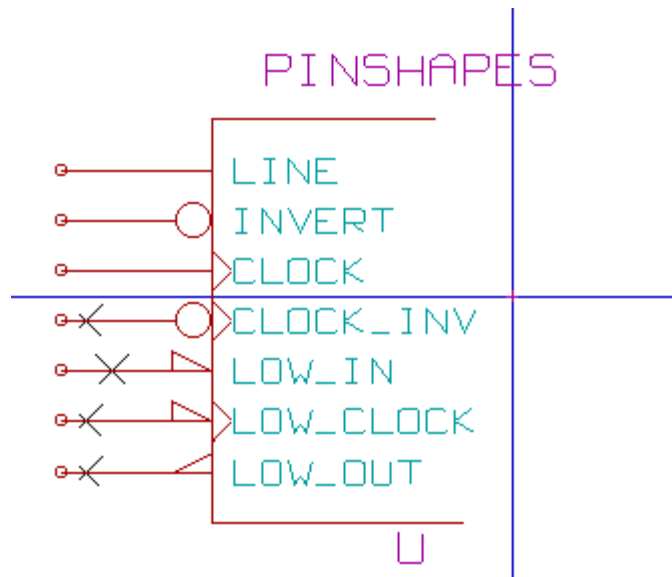 PINSHAPES
LINE
INVERT
CLOCK
CLOCK_INV
LOW_IN
LOW_CLOCK
LOW_OUT
U